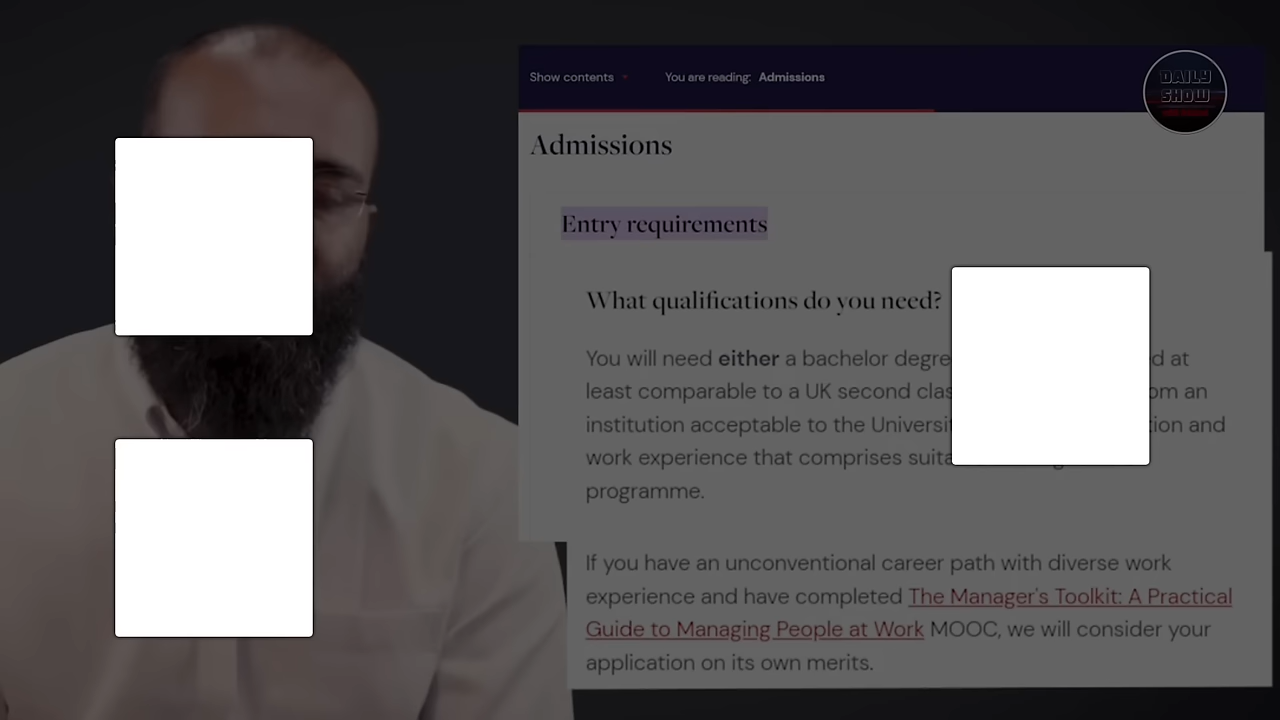 Show contents You are reading: Admissions
DAILY
SHOW
Admissions
Entry requirements
What qualifications do you need?
You will need either a bachelor degre d at
least comparable to a UK second clas om an
institution acceptable to the Universit tion and
work experience that comprises suita
programme.
If you have an unconventional career path with diverse work
experience and have completed The Manager's Toolkit: A Practical
Guide to Managing People at Work MOOC, we will consider your
application on its own merits.